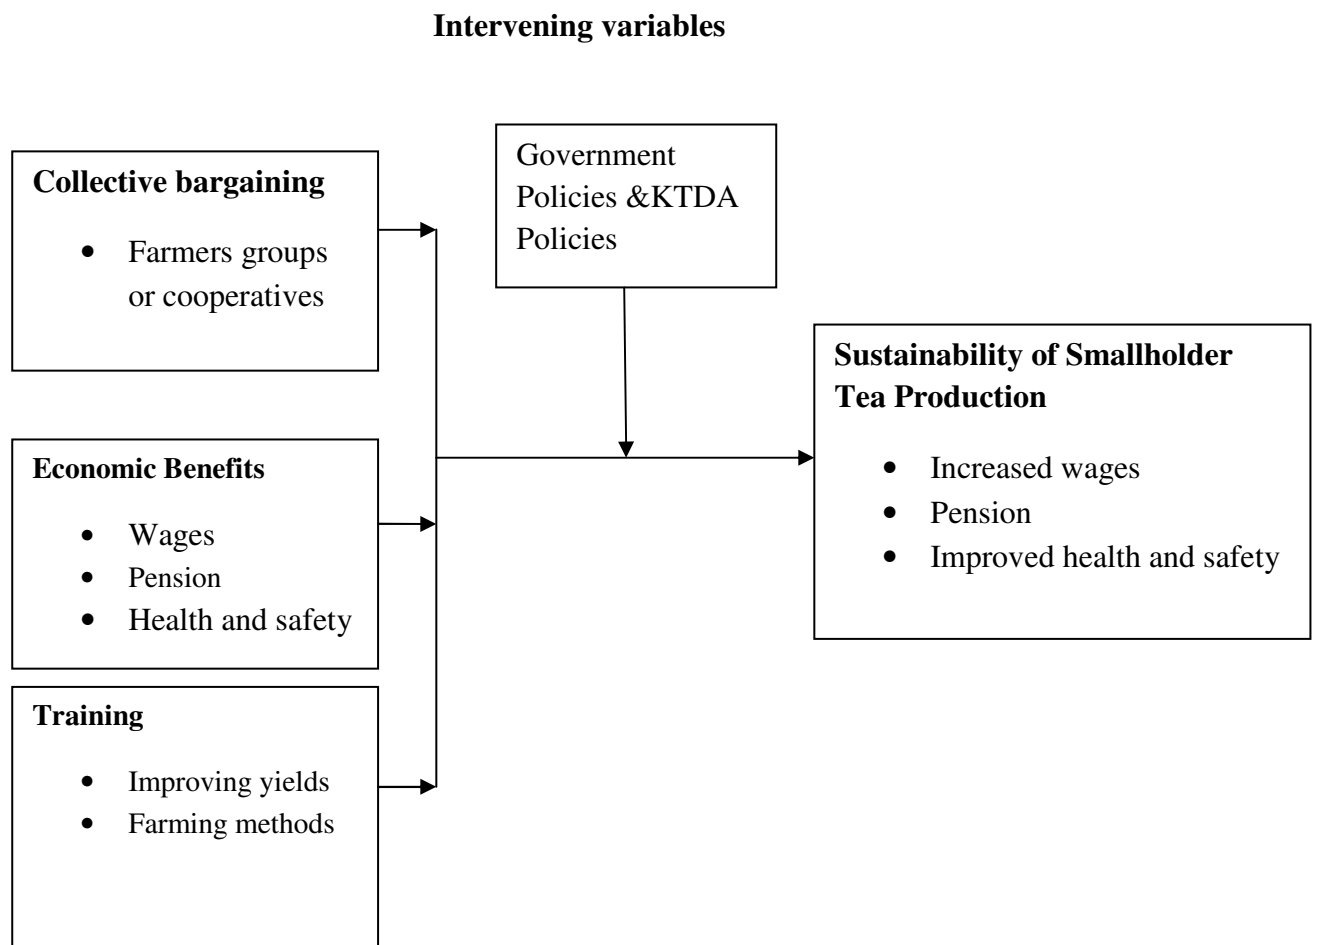 Intervening variables
Collective bargaining
• Farmers groups
or cooperatives
Government
Policies &KTDA
Policies
Economic Benefits
• Wages
• Pension
• Health and safety
Training
• Improving yields
• Farming methods
Sustainability of Smallholder
Tea Production
• Increased wages
• Pension
• Improved health and safety